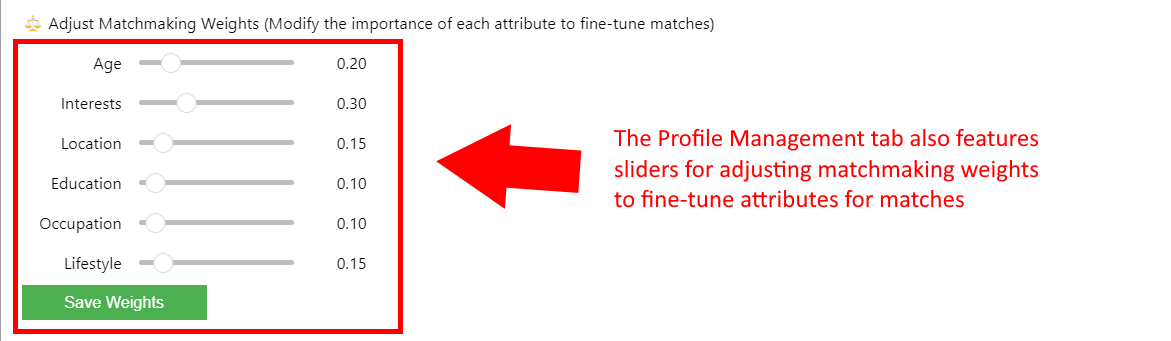 Adjust Matchmaking Weights (Modify the importance of each attribute to fine-tune matches)
Age 0.20
Interests 0.30
Location 0.15
Education 0.10
Occupation 0.10
Lifestyle 0.15
Save Weights
The Profile Management tab also features
sliders for adjusting matchmaking weights
to fine-tune attributes for matches